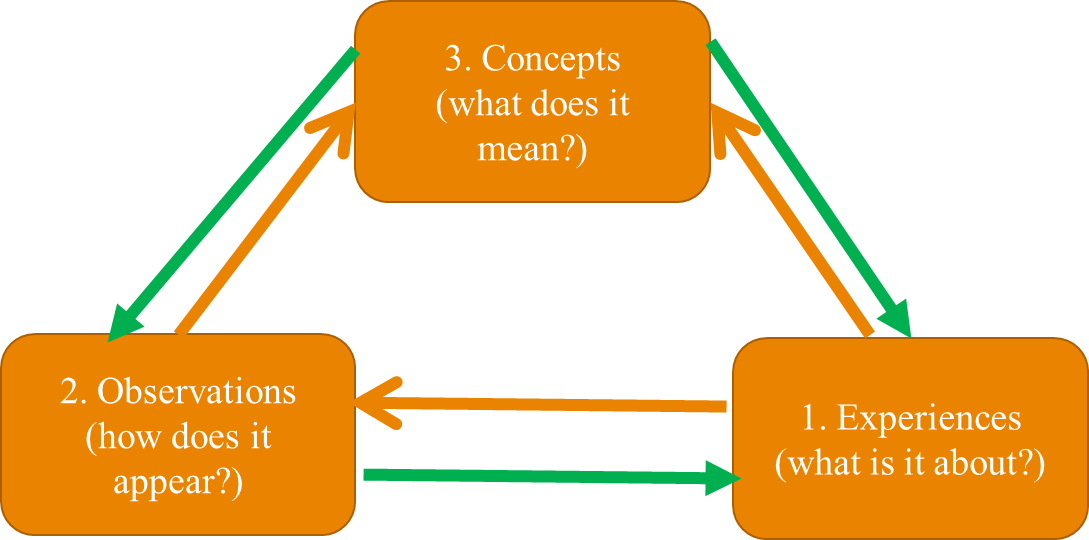 3. Concepts
(what does it
mean?)
2. Observations
(how does it
appear?)
1. Experiences
(what is it about?)